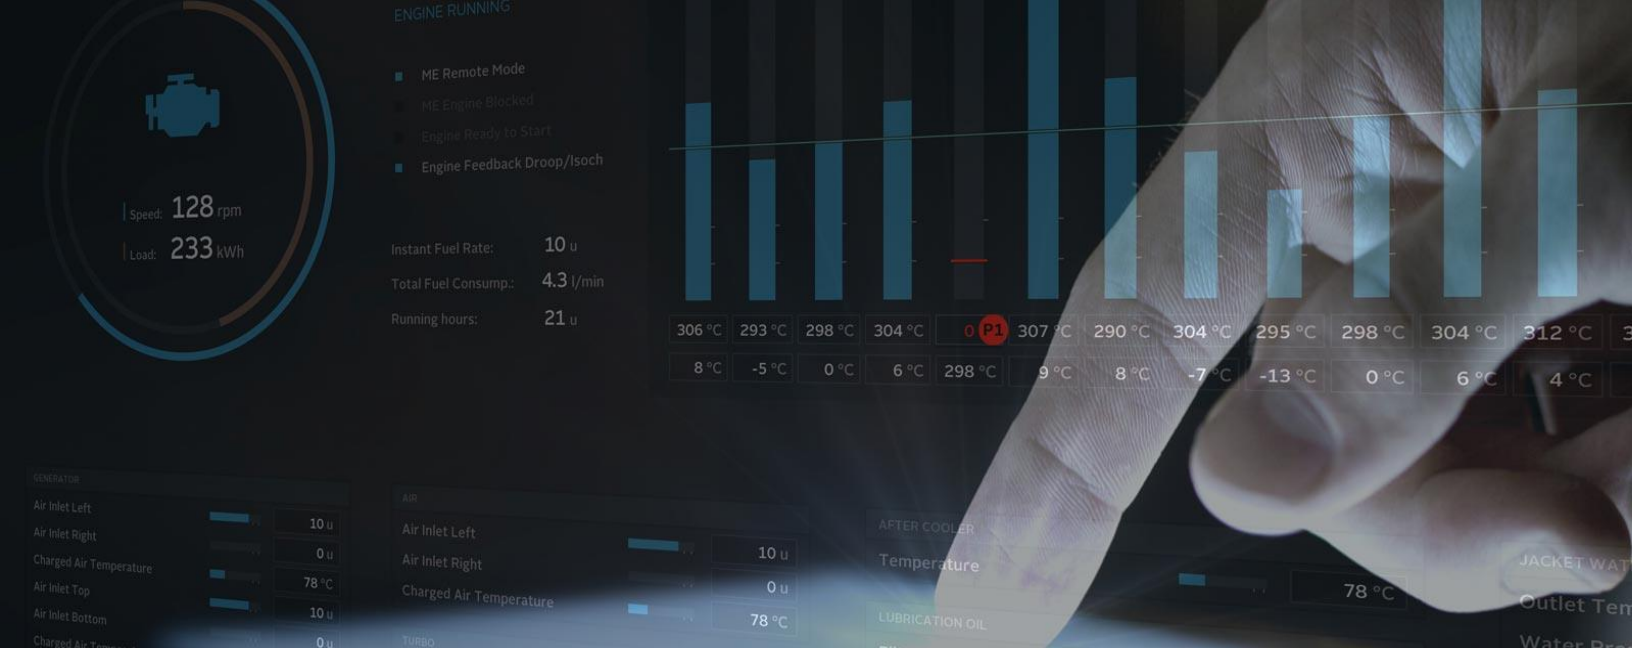 ENGINE RUNNING
ME Remote Mode
ME Engine Blocked
Engine Ready to Start
Engine Feedback Droop/Isoch
Speed: 128 rpm
Load: 233 kWh
Instant Fuel Rate: 10 u
Total Fuel Consump.: 4.3 l/min
Running hours: 21 u
306 °C 293 °C 298 °C 304 °C 0 P1 307 °C 290 °C 304 °C 295 °C 298 °C 304 °C 312 °C 3
8 °C -5 °C 0 °C 6 °C 298 °C 9 °C 8 °C -7 °C -13 °C 0 °C 6 °C 4 °C
GENERATOR
Air Inlet Left 10 u
Air Inlet Right 0 u
Charged Air Temperature 78 °C
Air Inlet Top 10 u
Air Inlet Bottom 0 u
Charged Air
AIR
Air Inlet Left 10 u
Air Inlet Right 0 u
Charged Air Temperature 78 °C
TURBO
AFTER COOLER
Temperature 78 °C
LUBRICATION OIL
JACKET WAT
Outlet Tem
Water Pre